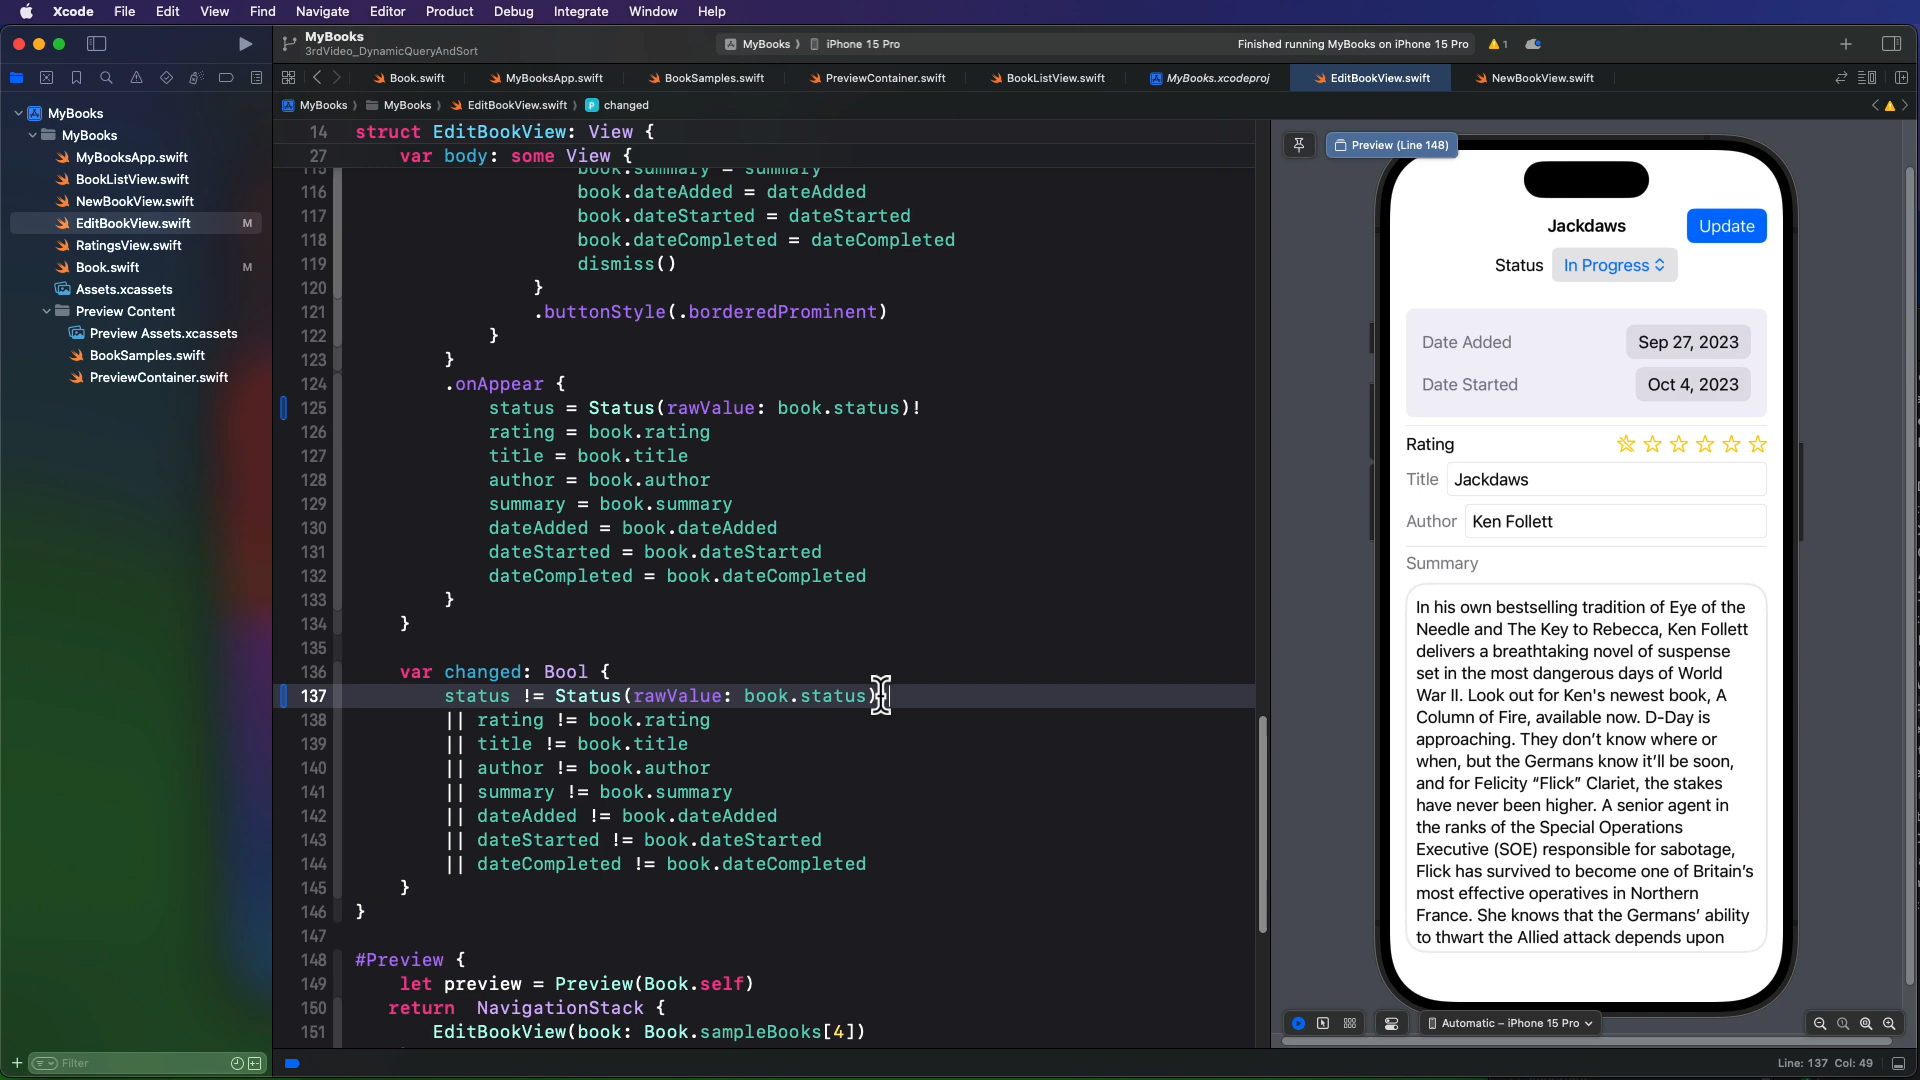 Xcode File Edit View Find Navigate Editor Product Debug Integrate Window Help
MyBooks
3rdVideo_DynamicQueryAndSort
MyBooks 〉 iPhone 15 Pro
Finished running MyBooks on iPhone 15 Pro
1
Book.swift MyBooksApp.swift BookSamples.swift PreviewContainer.swift BookListView.swift MyBooks.xcodeproj EditBookView.swift NewBookView.swift
MyBooks 〉 MyBooks 〉 EditBookView.swift 〉 P changed
MyBooks
MyBooks
MyBooksApp.swift
BookListView.swift
NewBookView.swift
EditBookView.swift M
RatingsView.swift
Book.swift M
Assets.xcassets
Preview Content
Preview Assets.xcassets
BookSamples.swift
PreviewContainer.swift
Filter
14 struct EditBookView: View {
27 var body: some View {
115 book.summary = summary
116 book.dateAdded = dateAdded
117 book.dateStarted = dateStarted
118 book.dateCompleted = dateCompleted
119 dismiss()
120 }
121 .buttonStyle(.borderedProminent)
122 }
123 }
124 .onAppear {
125 status = Status(rawValue: book.status)!
126 rating = book.rating
127 title = book.title
128 author = book.author
129 summary = book.summary
130 dateAdded = book.dateAdded
131 dateStarted = book.dateStarted
132 dateCompleted = book.dateCompleted
133 }
134 }
135
136 var changed: Bool {
137 status != Status(rawValue: book.status)
138 || rating != book.rating
139 || title != book.title
140 || author != book.author
141 || summary != book.summary
142 || dateAdded != book.dateAdded
143 || dateStarted != book.dateStarted
144 || dateCompleted != book.dateCompleted
145 }
146 }
147
148 #Preview {
149 let preview = Preview(Book.self)
150 return NavigationStack {
151 EditBookView(book: Book.sampleBooks[4])
Preview (Line 148)
Jackdaws
Update
Status In Progress
Date Added Sep 27, 2023
Date Started Oct 4, 2023
Rating
Title Jackdaws
Author Ken Follett
Summary
In his own bestselling tradition of Eye of the
Needle and The Key to Rebecca, Ken Follett
delivers a breathtaking novel of suspense
set in the most dangerous days of World
War II. Look out for Ken's newest book, A
Column of Fire, available now. D-Day is
approaching. They don’t know where or
when, but the Germans know it’ll be soon,
and for Felicity “Flick” Clariet, the stakes
have never been higher. A senior agent in
the ranks of the Special Operations
Executive (SOE) responsible for sabotage,
Flick has survived to become one of Britain’s
most effective operatives in Northern
France. She knows that the Germans’ ability
to thwart the Allied attack depends upon
Automatic – iPhone 15 Pro
Line: 137 Col: 49